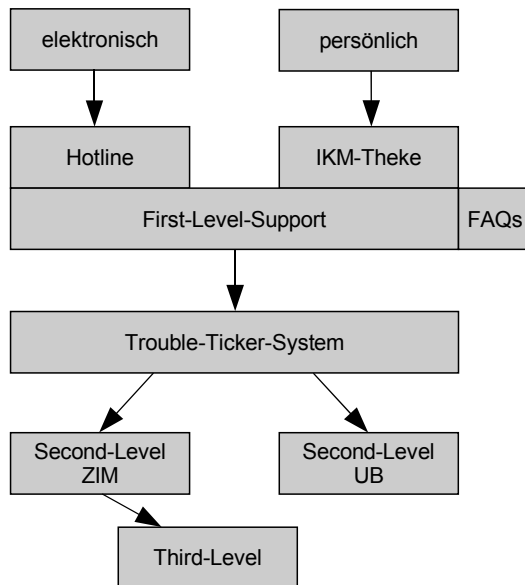 elektronisch
persönlich
Hotline
IKM-Theke
First-Level-Support
FAQs
Trouble-Ticker-System
Second-Level
ZIM
Second-Level
UB
Third-Level